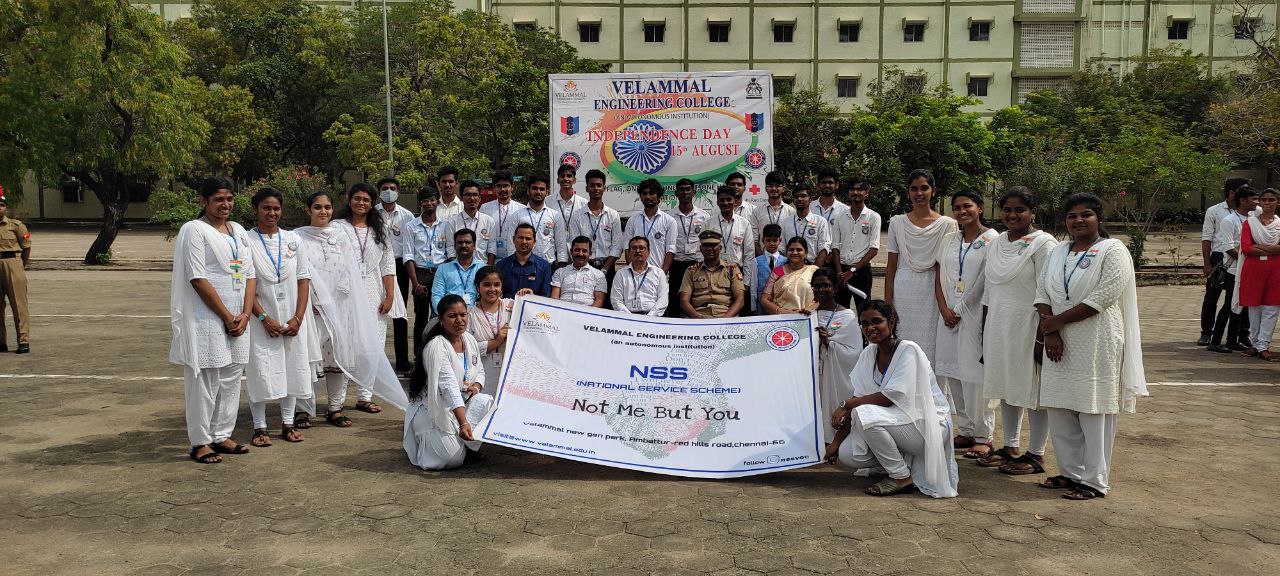 VELAMMAL
VELAMMAL
ENGINEERING COLLEGE
(AN AUTONOMOUS INSTITUTION)
INDEPENDENCE DAY
15th AUGUST
VELAMMAL
VELAMMAL ENGINEERING COLLEGE
(an autonomous institution)
NSS
(NATIONAL SERVICE SCHEME)
Not Me But You
Velammal new gen park, Ambattur-red hills road,chennai-66
visit@www.velammal.edu.in
follow